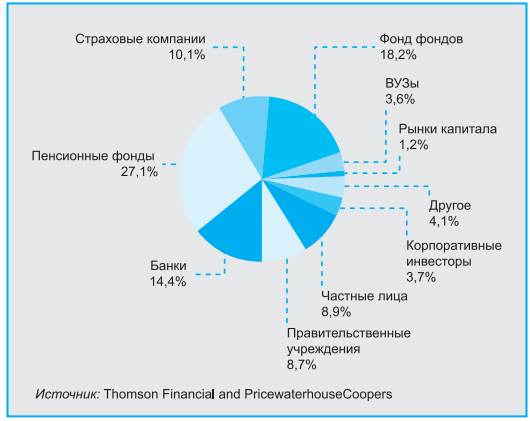 Страховые компании
10,1%
Фонд фондов
18,2%
ВУЗы
3,6%
Рынки капитала
1,2%
Пенсионные фонды
27,1%
Другое
4,1%
Корпоративные
инвесторы
3,7%
Банки
14,4%
Частные лица
8,9%
Правительственные
учреждения
8,7%
Источник: Thomson Financial and PricewaterhouseCoopers